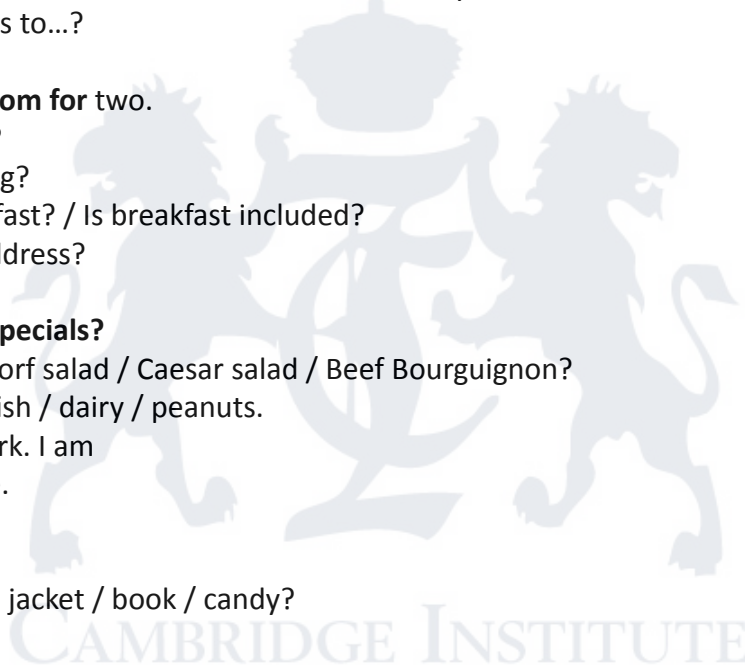 s to…?
om for two.
?
g?
fast? / Is breakfast included?
ddress?
pecials?
orf salad / Caesar salad / Beef Bourguignon?
ish / dairy / peanuts.
rk. I am
.
jacket / book / candy?
CAMBRIDGE INSTITUTE